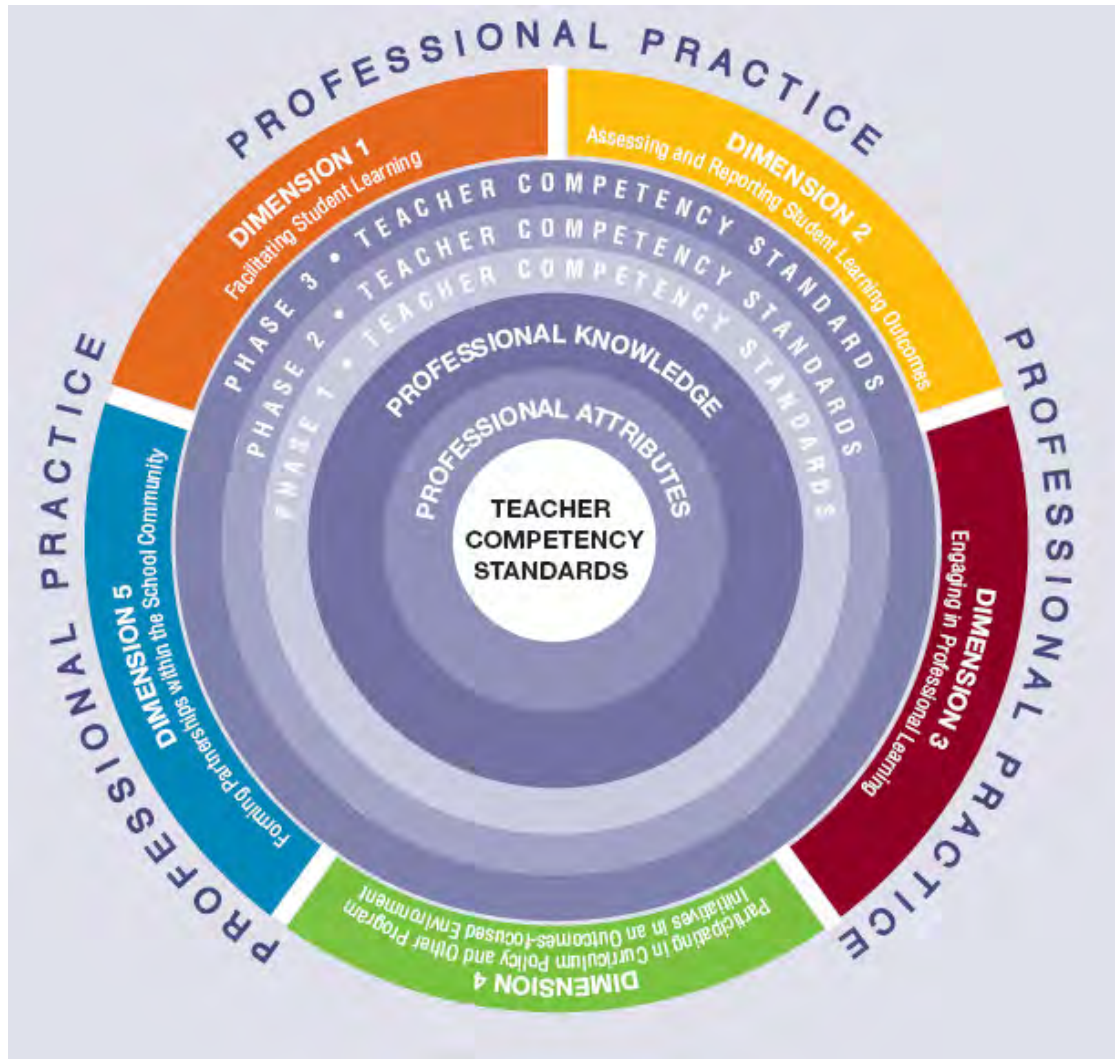 PROFESSIONAL PRACTICE
DIMENSION 1
Facilitating Student Learning
DIMENSION 2
Assessing and Reporting Student Learning Outcomes
PHASE 3 • TEACHER COMPETENCY STANDARDS
PHASE 2 • TEACHER COMPETENCY STANDARDS
PHASE 1 • TEACHER COMPETENCY STANDARDS
PROFESSIONAL KNOWLEDGE
PROFESSIONAL ATTRIBUTES
TEACHER
COMPETENCY
STANDARDS
PROFESSIONAL PRACTICE
DIMENSION 3
Engaging in Professional Learning
DIMENSION 4
Participating in Curriculum Policy and Other Program
Initiatives in an Outcomes-Focused Environment
PROFESSIONAL PRACTICE
DIMENSION 5
Forming Partnerships within the School Community